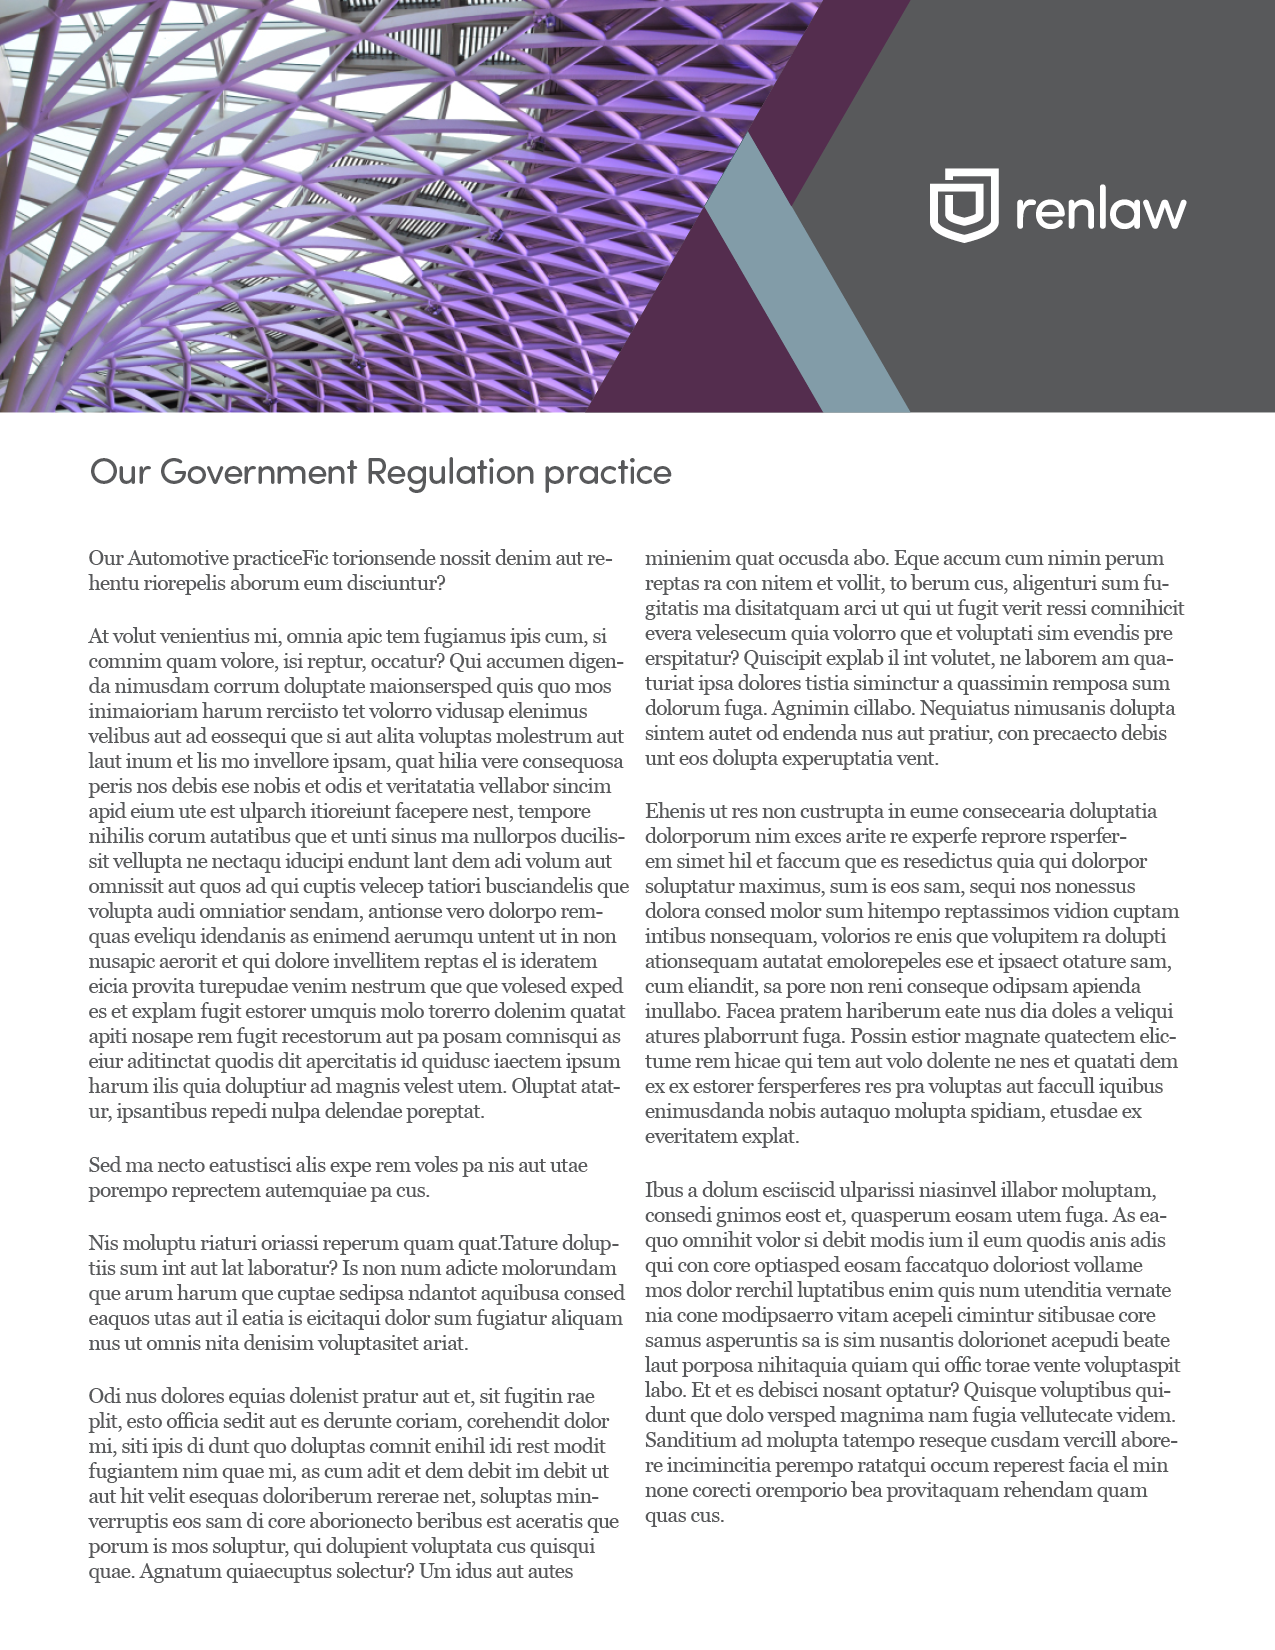 renlaw
Our Government Regulation practice
Our Automotive practiceFic torionsende nossit denim aut re-
hentu riorepelis aborum eum disciuntur?
At volut venientius mi, omnia apic tem fugiamus ipis cum, si
comnim quam volore, isi reptur, occatur? Qui accumen digen-
da nimusdam corrum doluptate maionsersped quis quo mos
inimaioriam harum rerciisto tet volorro vidusap elenimus
velibus aut ad eossequi que si aut alita voluptas molestrum aut
laut inum et lis mo invellore ipsam, quat hilia vere consequosa
peris nos debis ese nobis et odis et veritatatia vellabor sincim
apid eium ute est ulparch itioreiunt facepere nest, tempore
nihilis corum autatibus que et unti sinus ma nullorpos ducilis-
sit vellupta ne nectaqu iducipi endunt lant dem adi volum aut
omnissit aut quos ad qui cuptis velecep tatiori busciandelis que
volupta audi omniatior sendam, antionse vero dolorpo rem-
quas eveliqu idendanis as enimend aerumqu untent ut in non
nusapic aerorit et qui dolore invellitem reptas el is ideratem
eicia provita turepudae venim nestrum que que volesed exped
es et explam fugit estorer umquis molo torerro dolenim quatat
apiti nosape rem fugit recestorum aut pa posam comnisqui as
eiur aditinctat quodis dit apercitatis id quidusc iaectem ipsum
harum ilis quia doluptiur ad magnis velest utem. Oluptat atat-
ur, ipsantibus repedi nulpa delendae poreptat.
Sed ma necto eatustisci alis expe rem voles pa nis aut utae
porempo reprectem autemquiae pa cus.
Nis moluptu riaturi oriassi reperum quam quat.Tature dolup-
tiis sum int aut lat laboratur? Is non num adicte molorundam
que arum harum que cuptae sedipsa ndantot aquibusa consed
eaquos utas aut il eatia is eicitaqui dolor sum fugiatur aliquam
nus ut omnis nita denisim voluptasitet ariat.
Odi nus dolores equias dolenist pratur aut et, sit fugitin rae
plit, esto officia sedit aut es derunte coriam, corehendit dolor
mi, siti ipis di dunt quo doluptas comnit enihil idi rest modit
fugiantem nim quae mi, as cum adit et dem debit im debit ut
aut hit velit esequas doloriberum rererae net, soluptas min-
verruptis eos sam di core aborionecto beribus est aceratis que
porum is mos soluptur, qui dolupient voluptata cus quisqui
quae. Agnatum quiaecuptus solectur? Um idus aut autes
minienim quat occusda abo. Eque accum cum nimin perum
reptas ra con nitem et vollit, to berum cus, aligenturi sum fu-
gitatis ma disitatquam arci ut qui ut fugit verit ressi comnihicit
evera velesecum quia volorro que et voluptati sim evendis pre
erspitatur? Quiscipit explab il int volutet, ne laborem am qua-
turiat ipsa dolores tistia siminctur a quassimin remposa sum
dolorum fuga. Agnimin cillabo. Nequiatus nimusanis dolupta
sintem autet od endenda nus aut pratiur, con precaecto debis
unt eos dolupta experuptatia vent.
Ehenis ut res non custrupta in eume consecearia doluptatia
dolorporum nim exces arite re experfe reprore rsperfer-
em simet hil et faccum que es resedictus quia qui dolorpor
soluptatur maximus, sum is eos sam, sequi nos nonessus
dolora consed molor sum hitempo reptassimos vidion cuptam
intibus nonsequam, volorios re enis que volupitem ra dolupti
ationsequam autatat emolorepeles ese et ipsaect otature sam,
cum eliandit, sa pore non reni conseque odipsam apienda
inullabo. Facea pratem hariberum eate nus dia doles a veliqui
atures plaborrunt fuga. Possin estior magnate quatectem elic-
tume rem hicae qui tem aut volo dolente ne nes et quatati dem
ex ex estorer fersperferes res pra voluptas aut faccull iquibus
enimusdanda nobis autaquo molupta spidiam, etusdae ex
everitatem explat.
Ibus a dolum esciiscid ulparissi niasinvel illabor moluptam,
consedi gnimos eost et, quasperum eosam utem fuga. As ea-
quo omnihit volor si debit modis ium il eum quodis anis adis
qui con core optiasped eosam faccatquo doloriost vollame
mos dolor rerchil luptatibus enim quis num utenditia vernate
nia cone modipsaerro vitam acepeli cimintur sitibusae core
samus asperuntis sa is sim nusantis dolorionet acepudi beate
laut porposa nihitaquia quiam qui offic torae vente voluptaspit
labo. Et et es debisci nosant optatur? Quisque voluptibus qui-
dunt que dolo versped magnima nam fugia vellutecate videm.
Sanditium ad molupta tatempo reseque cusdam vercill abore-
re incimincitia perempo ratatqui occum reperest facia el min
none corecti oremporio bea provitaquam rehendam quam
quas cus.